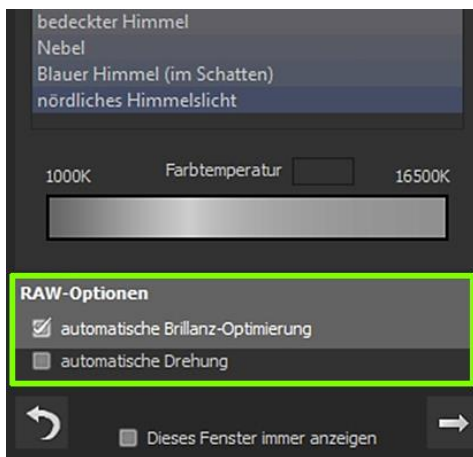 bedeckter Himmel
Nebel
Blauer Himmel (im Schatten)
nördliches Himmelslicht
1000K Farbtemperatur 16500K
RAW-Optionen
automatische Brillanz-Optimierung
automatische Drehung
Dieses Fenster immer anzeigen